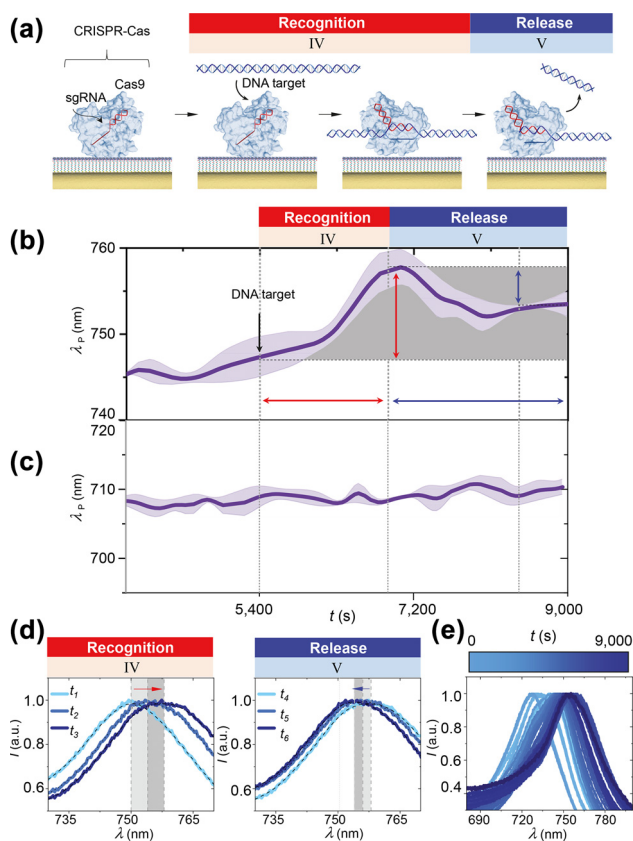 (a)
Recognition
Release
IV
V
CRISPR-Cas
Cas9
sgRNA
DNA target
Recognition
Release
IV
V
(b)
760
750
740
λP (nm)
DNA target
(c)
720
710
700
λP (nm)
5,400
7,200
9,000
t (s)
(d)
Recognition
IV
t1
t2
t3
1.0
0.8
0.6
I (a.u.)
735
750
765
λ (nm)
Release
V
t4
t5
t6
1.0
0.8
0.6
I (a.u.)
735
750
765
λ (nm)
(e)
t (s)
0
9,000
1.0
0.8
0.6
0.4
I (a.u.)
690
720
750
780
λ (nm)